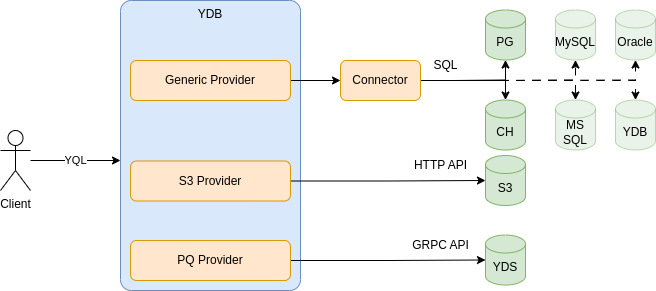 YDB
PG
MySQL
Oracle
SQL
Generic Provider
Connector
CH
MS
SQL
YDB
YQL
HTTP API
S3 Provider
S3
Client
GRPC API
PQ Provider
YDS